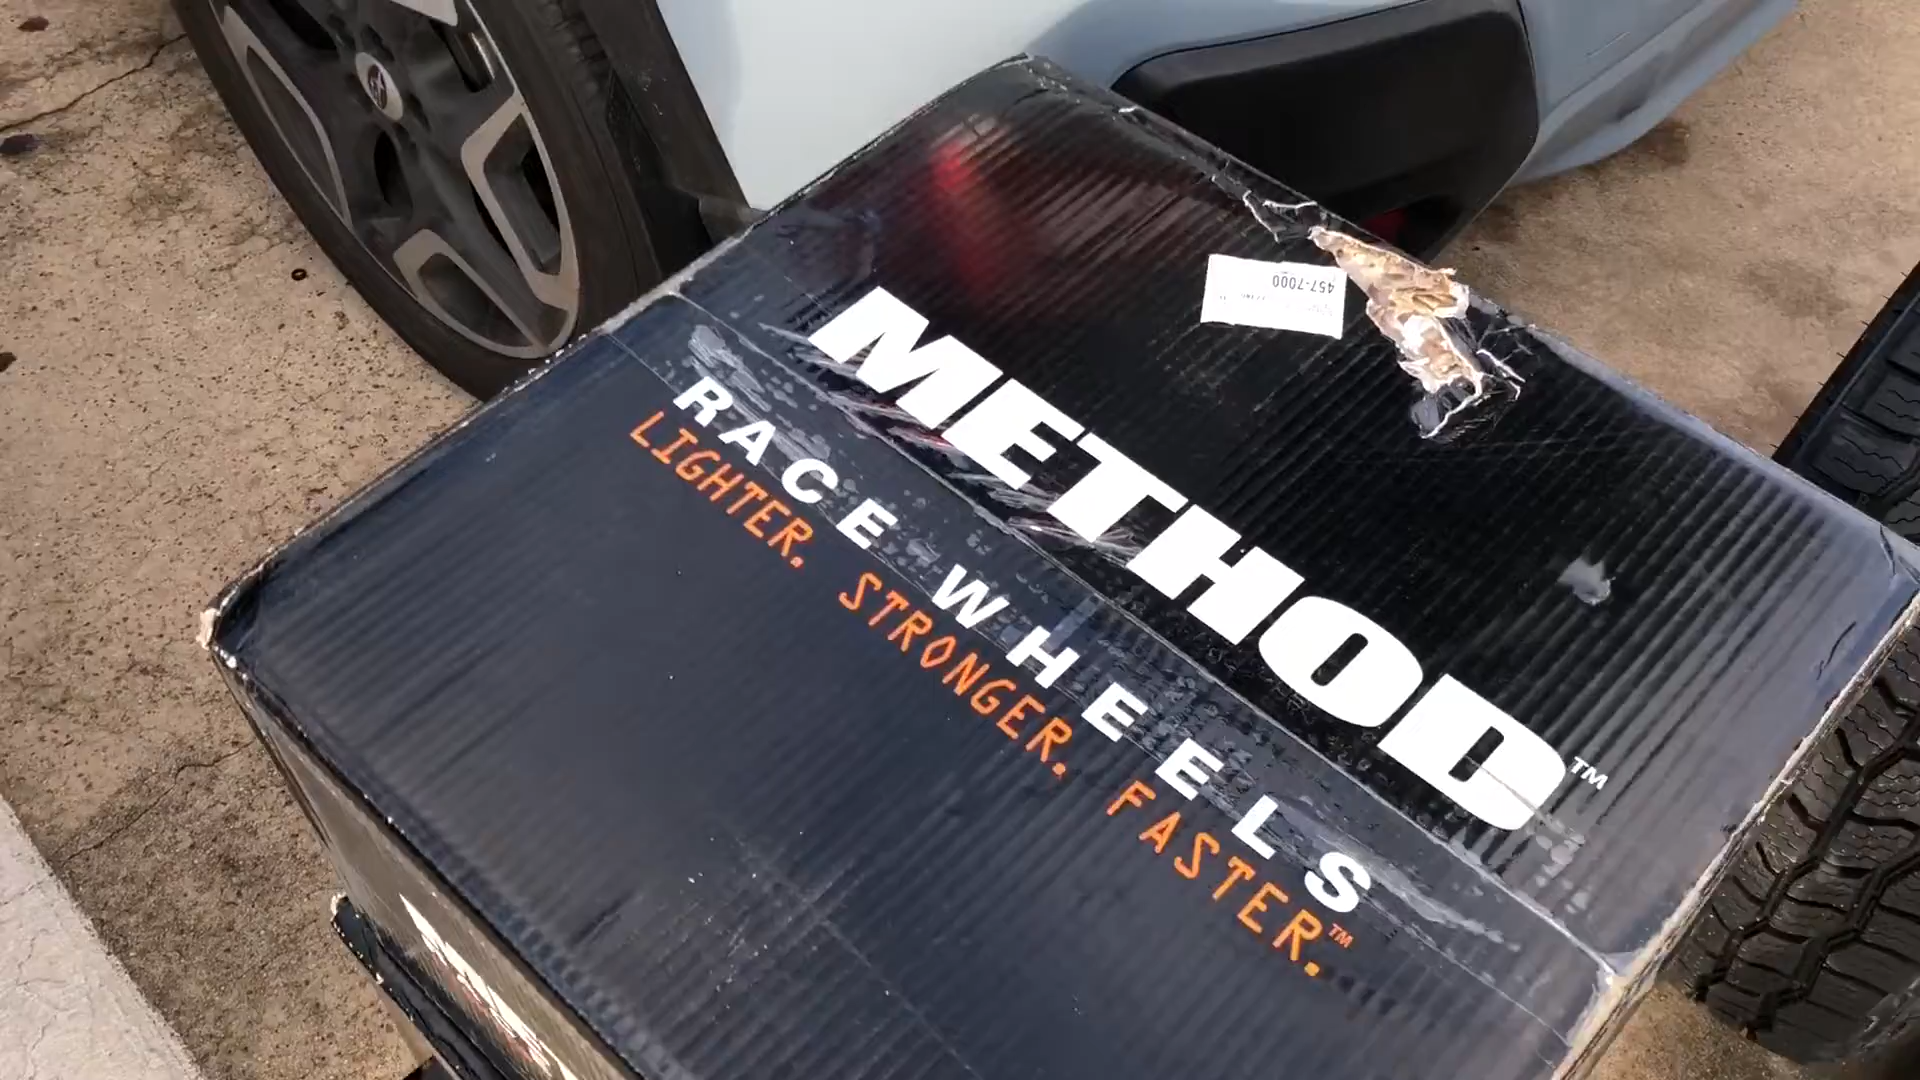 METHOD™
RACE WHEELS
LIGHTER. STRONGER. FASTER.™
457-7000